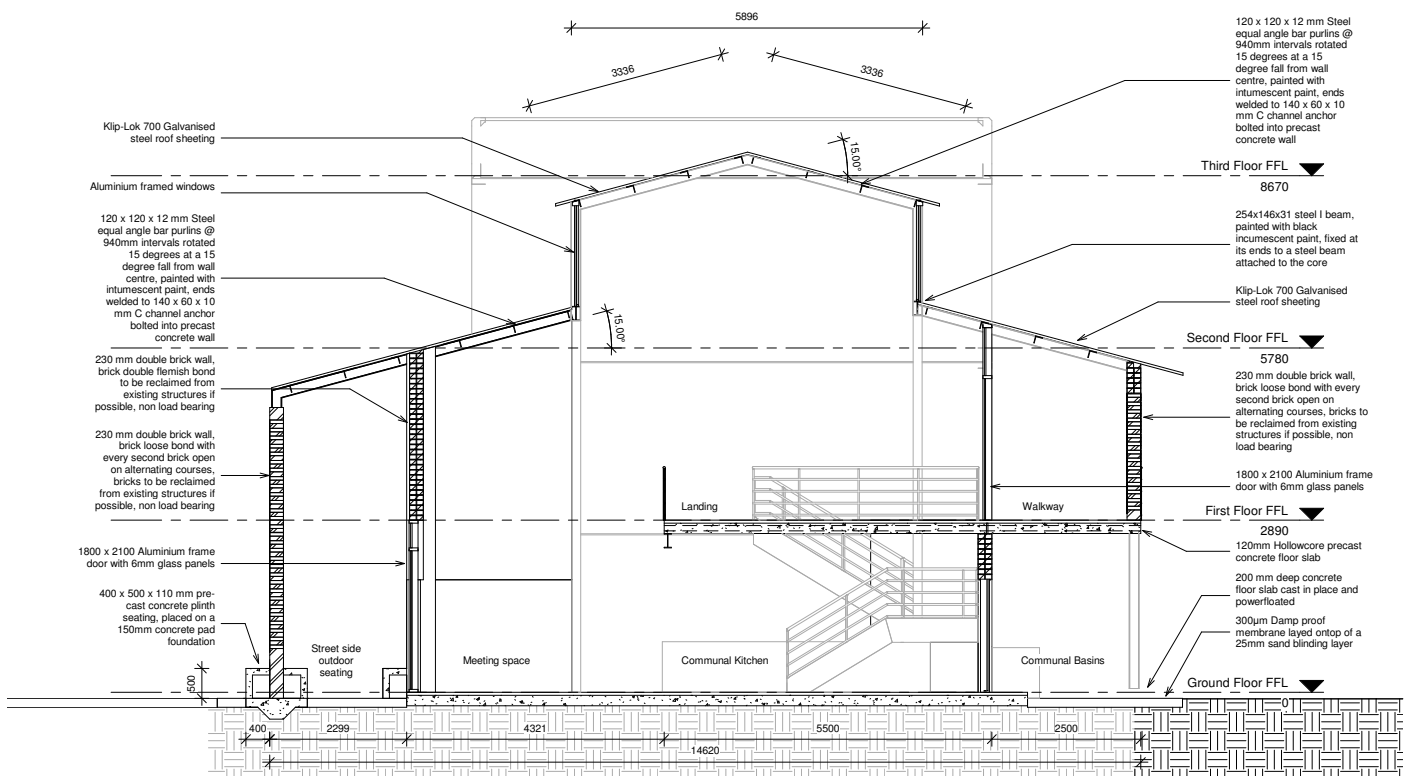 5896
3336
3336
15.00°
15.00°
Klip-Lok 700 Galvanised
steel roof sheeting
Aluminium framed windows
120 x 120 x 12 mm Steel
equal angle bar purlins @
940mm intervals rotated
15 degrees at a 15
degree fall from wall
centre, painted with
intumescent paint, ends
welded to 140 x 60 x 10
mm C channel anchor
bolted into precast
concrete wall
230 mm double brick wall,
brick double flemish bond
to be reclaimed from
existing structures if
possible, non load bearing
230 mm double brick wall,
brick loose bond with
every second brick open
on alternating courses,
bricks to be reclaimed
from existing structures if
possible, non load bearing
1800 x 2100 Aluminium frame
door with 6mm glass panels
400 x 500 x 110 mm pre-
cast concrete plinth
seating, placed on a
150mm concrete pad
foundation
500
Street side
outdoor
seating
Meeting space
Communal Kitchen
Communal Basins
Landing
Walkway
120 x 120 x 12 mm Steel
equal angle bar purlins @
940mm intervals rotated
15 degrees at a 15
degree fall from wall
centre, painted with
intumescent paint, ends
welded to 140 x 60 x 10
mm C channel anchor
bolted into precast
concrete wall
Third Floor FFL
8670
254x146x31 steel I beam,
painted with black
incumescent paint, fixed at
its ends to a steel beam
attached to the core
Klip-Lok 700 Galvanised
steel roof sheeting
Second Floor FFL
5780
230 mm double brick wall,
brick loose bond with every
second brick open on
alternating courses, bricks to
be reclaimed from existing
structures if possible, non
load bearing
1800 x 2100 Aluminium frame
door with 6mm glass panels
First Floor FFL
2890
120mm Hollowcore precast
concrete floor slab
200 mm deep concrete
floor slab cast in place and
powerfloated
300µm Damp proof
membrane layed ontop of a
25mm sand blinding layer
Ground Floor FFL
0
400
2299
4321
5500
2500
14620